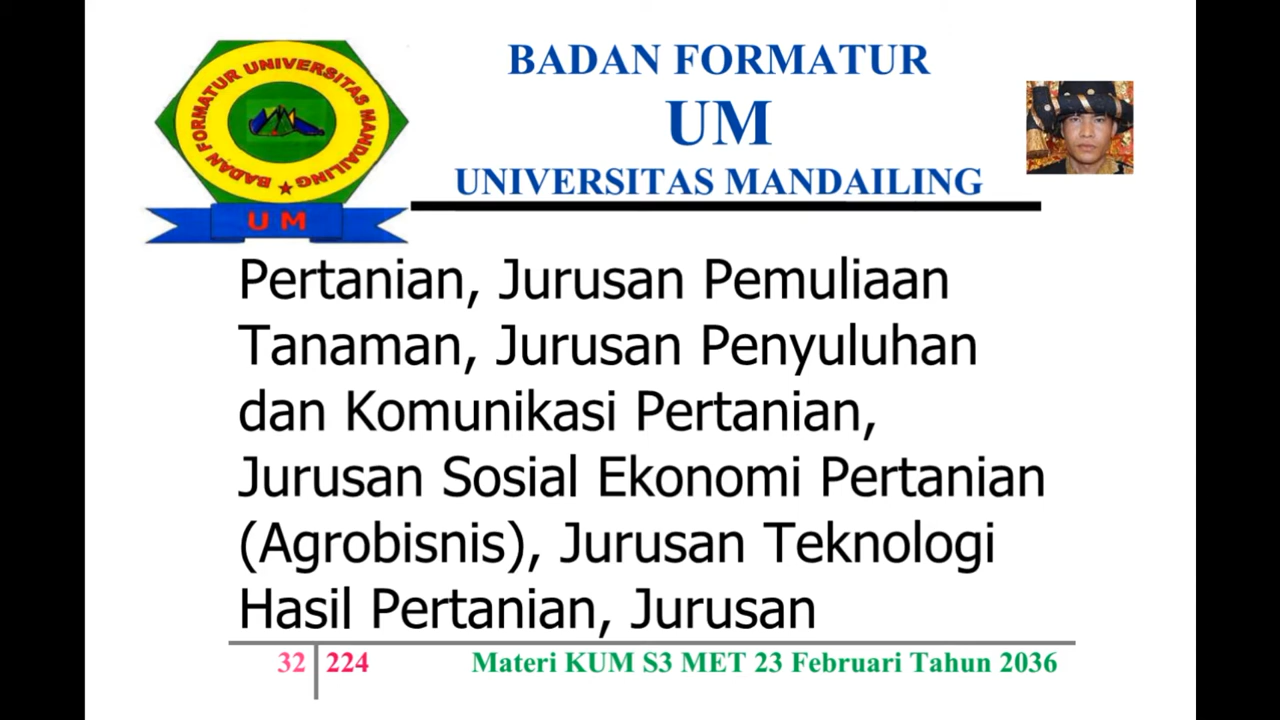 BADAN FORMATUR UNIVERSITAS MANDAILING
BADAN FORMATUR
UM
UNIVERSITAS MANDAILING
U M
Pertanian, Jurusan Pemuliaan
Tanaman, Jurusan Penyuluhan
dan Komunikasi Pertanian,
Jurusan Sosial Ekonomi Pertanian
(Agrobisnis), Jurusan Teknologi
Hasil Pertanian, Jurusan
32 224 Materi KUM S3 MET 23 Februari Tahun 2036